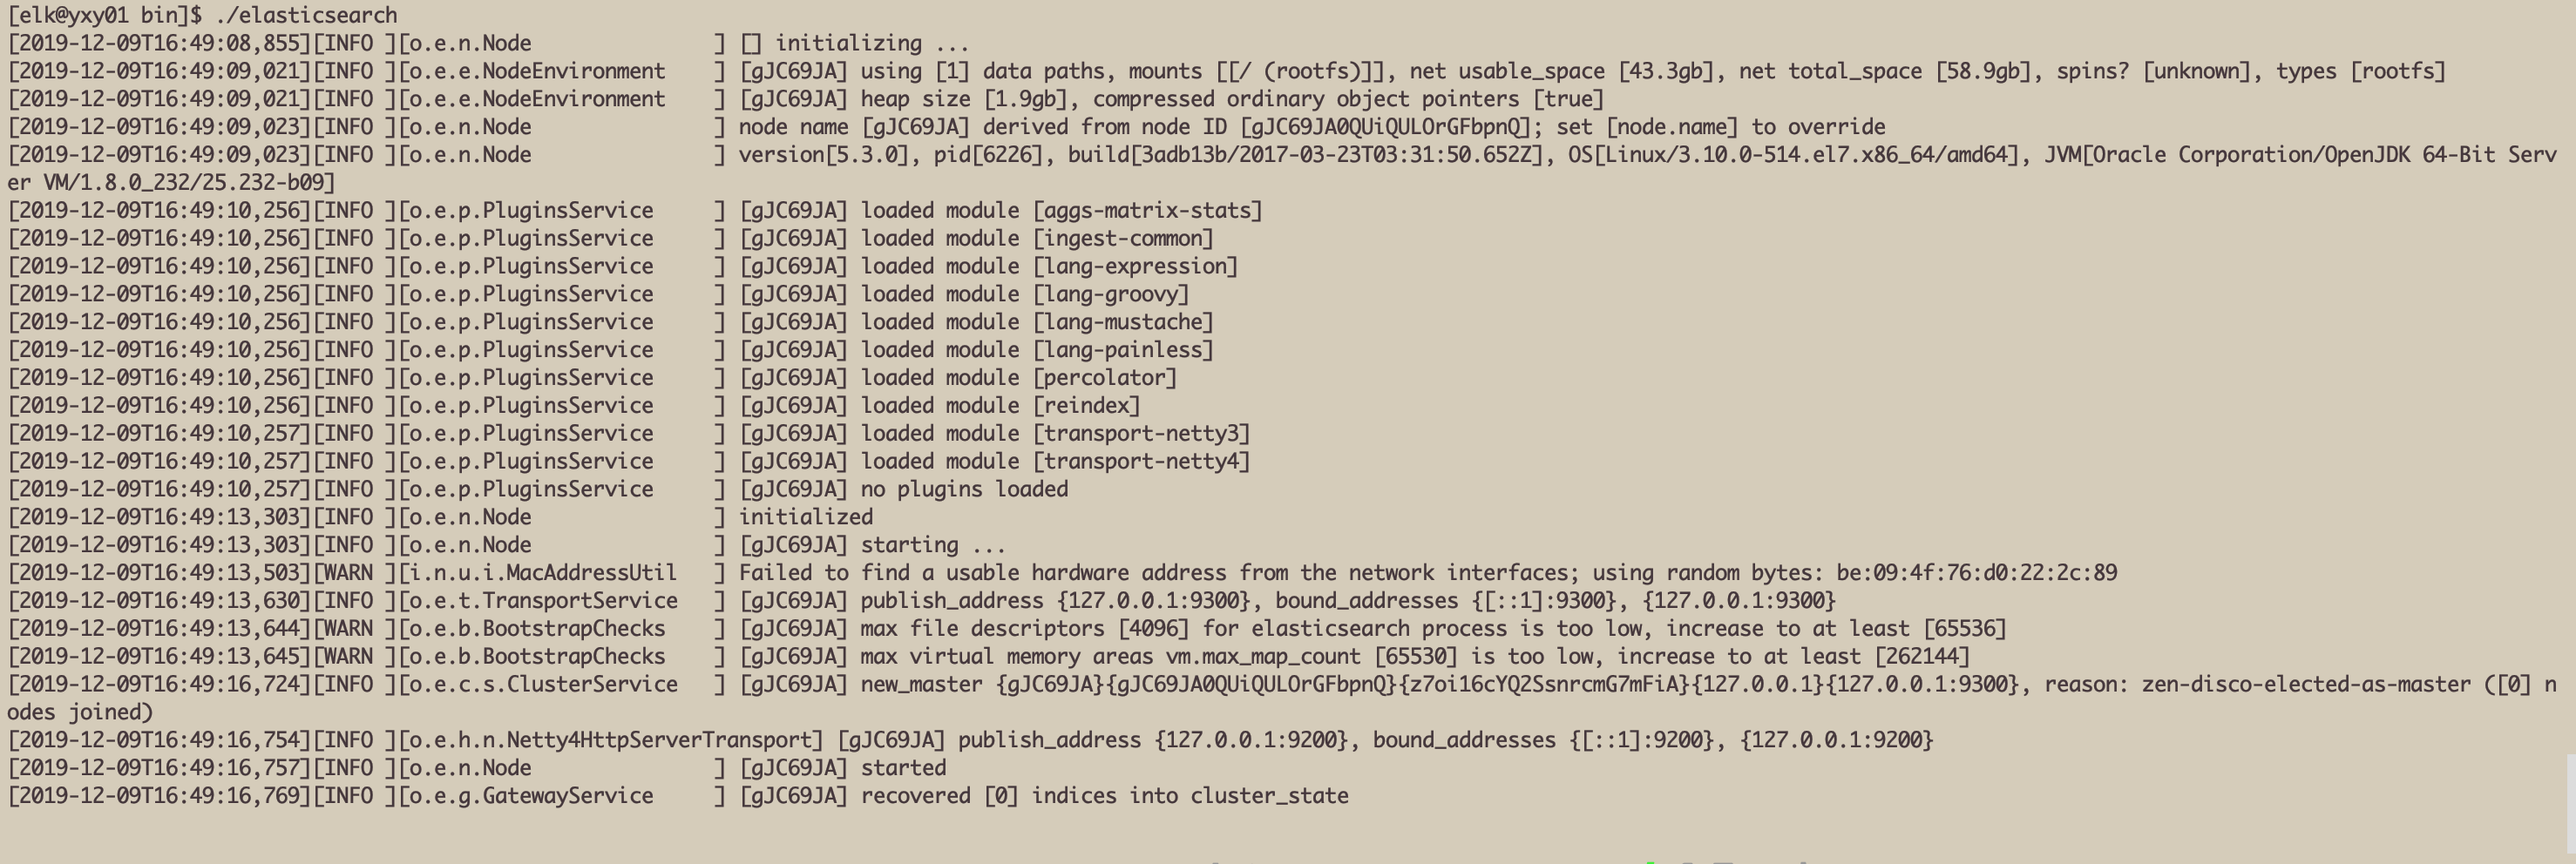 [elk@yxy01 bin]$ ./elasticsearch
[2019-12-09T16:49:08,855][INFO ][o.e.n.Node               ] [] initializing ...
[2019-12-09T16:49:09,021][INFO ][o.e.e.NodeEnvironment    ] [gJC69JA] using [1] data paths, mounts [[/ (rootfs)]], net usable_space [43.3gb], net total_space [58.9gb], spins? [unknown], types [rootfs]
[2019-12-09T16:49:09,021][INFO ][o.e.e.NodeEnvironment    ] [gJC69JA] heap size [1.9gb], compressed ordinary object pointers [true]
[2019-12-09T16:49:09,023][INFO ][o.e.n.Node               ] node name [gJC69JA] derived from node ID [gJC69JA0QUiQULOrGFbpnQ]; set [node.name] to override
[2019-12-09T16:49:09,023][INFO ][o.e.n.Node               ] version[5.3.0], pid[6226], build[3adb13b/2017-03-23T03:31:50.652Z], OS[Linux/3.10.0-514.el7.x86_64/amd64], JVM[Oracle Corporation/OpenJDK 64-Bit Serv
er VM/1.8.0_232/25.232-b09]
[2019-12-09T16:49:10,256][INFO ][o.e.p.PluginsService     ] [gJC69JA] loaded module [aggs-matrix-stats]
[2019-12-09T16:49:10,256][INFO ][o.e.p.PluginsService     ] [gJC69JA] loaded module [ingest-common]
[2019-12-09T16:49:10,256][INFO ][o.e.p.PluginsService     ] [gJC69JA] loaded module [lang-expression]
[2019-12-09T16:49:10,256][INFO ][o.e.p.PluginsService     ] [gJC69JA] loaded module [lang-groovy]
[2019-12-09T16:49:10,256][INFO ][o.e.p.PluginsService     ] [gJC69JA] loaded module [lang-mustache]
[2019-12-09T16:49:10,256][INFO ][o.e.p.PluginsService     ] [gJC69JA] loaded module [lang-painless]
[2019-12-09T16:49:10,256][INFO ][o.e.p.PluginsService     ] [gJC69JA] loaded module [percolator]
[2019-12-09T16:49:10,256][INFO ][o.e.p.PluginsService     ] [gJC69JA] loaded module [reindex]
[2019-12-09T16:49:10,257][INFO ][o.e.p.PluginsService     ] [gJC69JA] loaded module [transport-netty3]
[2019-12-09T16:49:10,257][INFO ][o.e.p.PluginsService     ] [gJC69JA] loaded module [transport-netty4]
[2019-12-09T16:49:10,257][INFO ][o.e.p.PluginsService     ] [gJC69JA] no plugins loaded
[2019-12-09T16:49:13,303][INFO ][o.e.n.Node               ] initialized
[2019-12-09T16:49:13,303][INFO ][o.e.n.Node               ] [gJC69JA] starting ...
[2019-12-09T16:49:13,503][WARN ][i.n.u.i.MacAddressUtil   ] Failed to find a usable hardware address from the network interfaces; using random bytes: be:09:4f:76:d0:22:2c:89
[2019-12-09T16:49:13,630][INFO ][o.e.t.TransportService   ] [gJC69JA] publish_address {127.0.0.1:9300}, bound_addresses {[::1]:9300}, {127.0.0.1:9300}
[2019-12-09T16:49:13,644][WARN ][o.e.b.BootstrapChecks    ] [gJC69JA] max file descriptors [4096] for elasticsearch process is too low, increase to at least [65536]
[2019-12-09T16:49:13,645][WARN ][o.e.b.BootstrapChecks    ] [gJC69JA] max virtual memory areas vm.max_map_count [65530] is too low, increase to at least [262144]
[2019-12-09T16:49:16,724][INFO ][o.e.c.s.ClusterService   ] [gJC69JA] new_master {gJC69JA}{gJC69JA0QUiQULOrGFbpnQ}{z7oi16cYQ2SsnrcmG7mFiA}{127.0.0.1}{127.0.0.1:9300}, reason: zen-disco-elected-as-master ([0] n
odes joined)
[2019-12-09T16:49:16,754][INFO ][o.e.h.n.Netty4HttpServerTransport] [gJC69JA] publish_address {127.0.0.1:9200}, bound_addresses {[::1]:9200}, {127.0.0.1:9200}
[2019-12-09T16:49:16,757][INFO ][o.e.n.Node               ] [gJC69JA] started
[2019-12-09T16:49:16,769][INFO ][o.e.g.GatewayService     ] [gJC69JA] recovered [0] indices into cluster_state